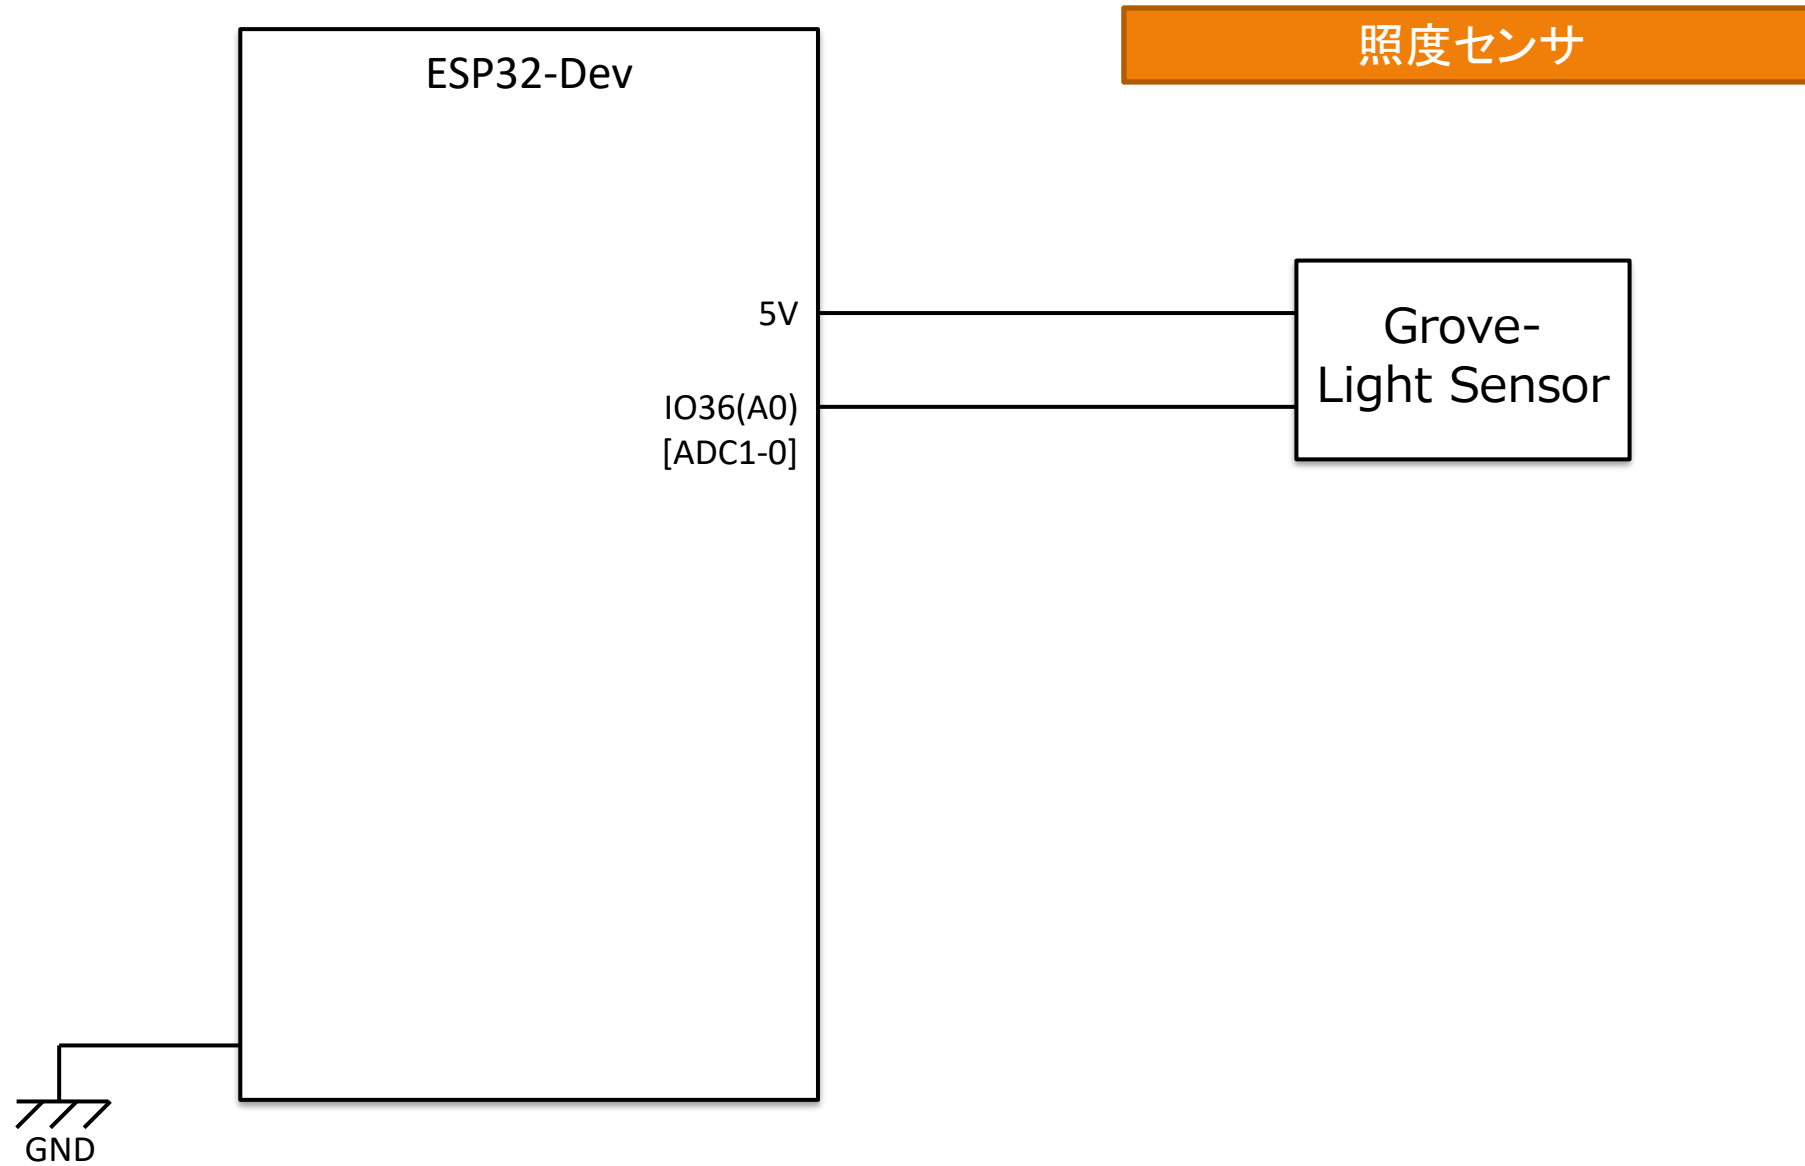 ESP32-Dev
照度センサ
5V
IO36(A0)
[ADC1-0]
Grove-
Light Sensor
GND